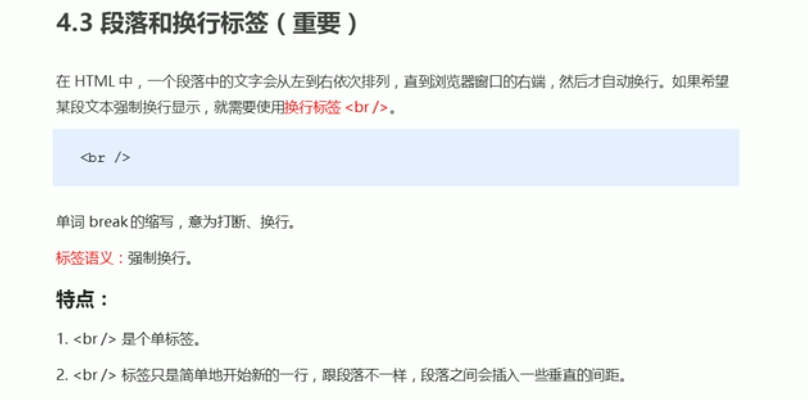 4.3 段落和换行标签（重要）
在 HTML 中，一个段落中的文字会从左到右依次排列，直到浏览器窗口的右端，然后才自动换行。如果希望
某段文本强制换行显示，就需要使用换行标签 <br />。
<br />
单词 break的缩写，意为打断、换行。
标签语义：强制换行。
特点：
1. <br /> 是个单标签。
2. <br /> 标签只是简单地开始新的一行，跟段落不一样，段落之间会插入一些垂直的间距。